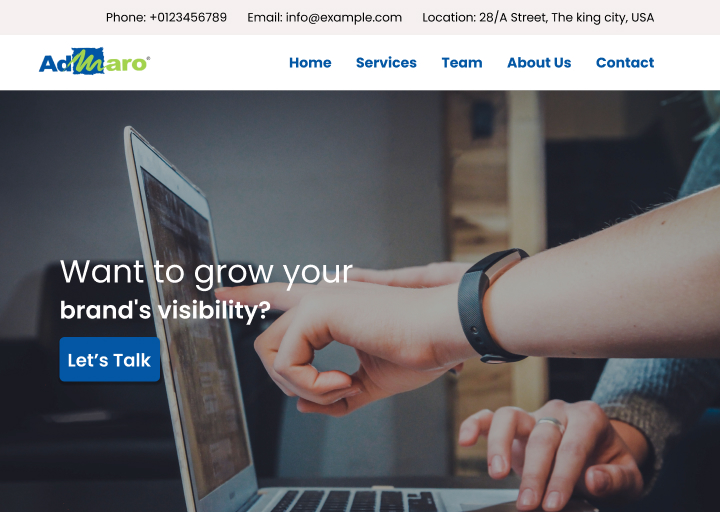 Phone: +0123456789 Email: info@example.com Location: 28/A Street, The king city, USA
AdMaro® Home Services Team About Us Contact
Want to grow your
brand's visibility?
Let’s Talk